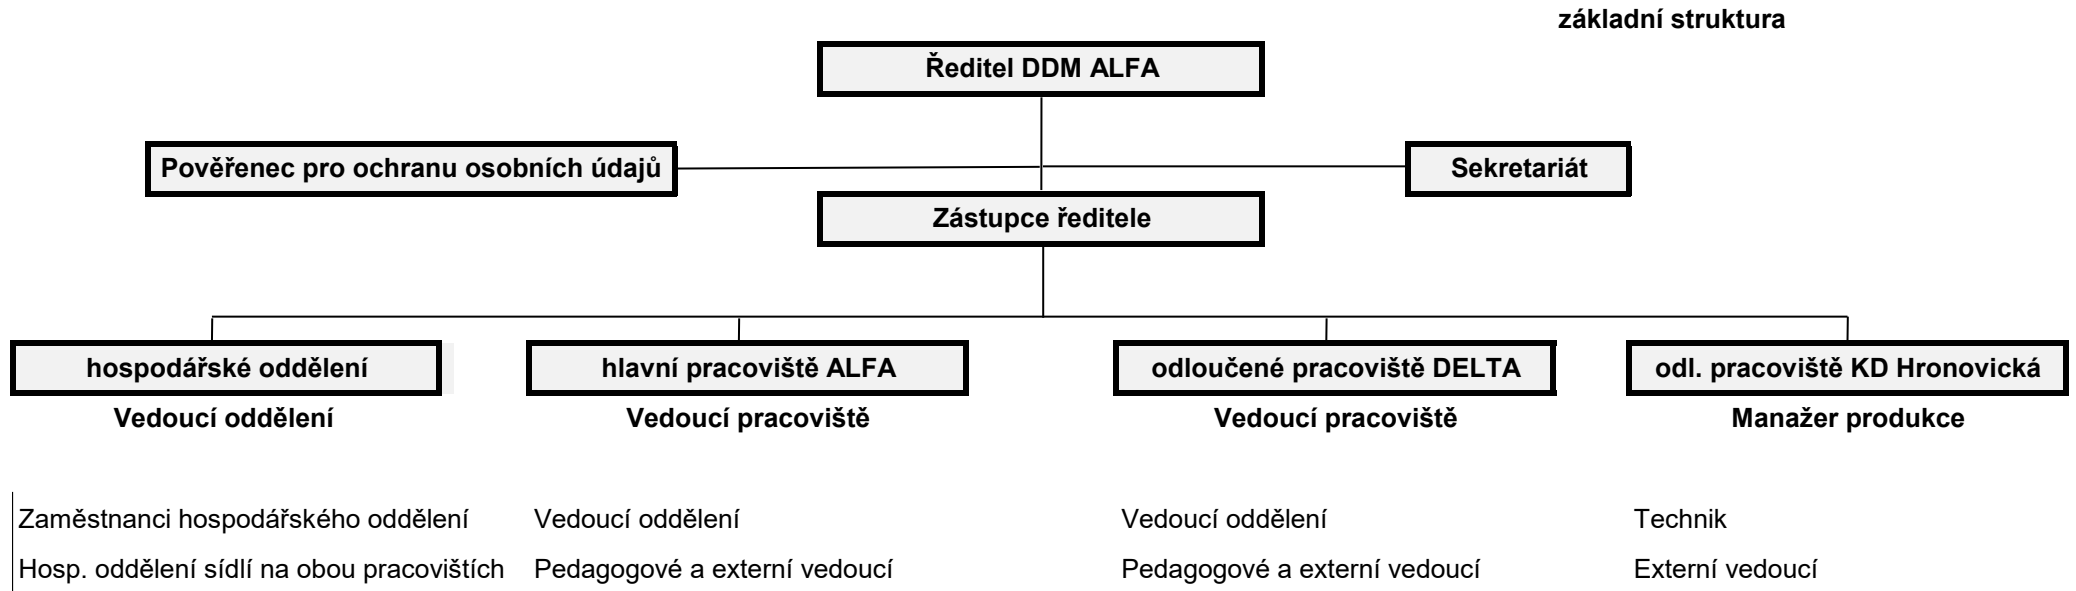 základní struktura
Ředitel DDM ALFA
Pověřenec pro ochranu osobních údajů
Sekretariát
Zástupce ředitele
hospodářské oddělení
hlavní pracoviště ALFA
odloučené pracoviště DELTA
odl. pracoviště KD Hronovická
Vedoucí oddělení
Vedoucí pracoviště
Vedoucí pracoviště
Manažer produkce
Zaměstnanci hospodářského oddělení
Vedoucí oddělení
Vedoucí oddělení
Technik
Hosp. oddělení sídlí na obou pracovištích
Pedagogové a externí vedoucí
Pedagogové a externí vedoucí
Externí vedoucí